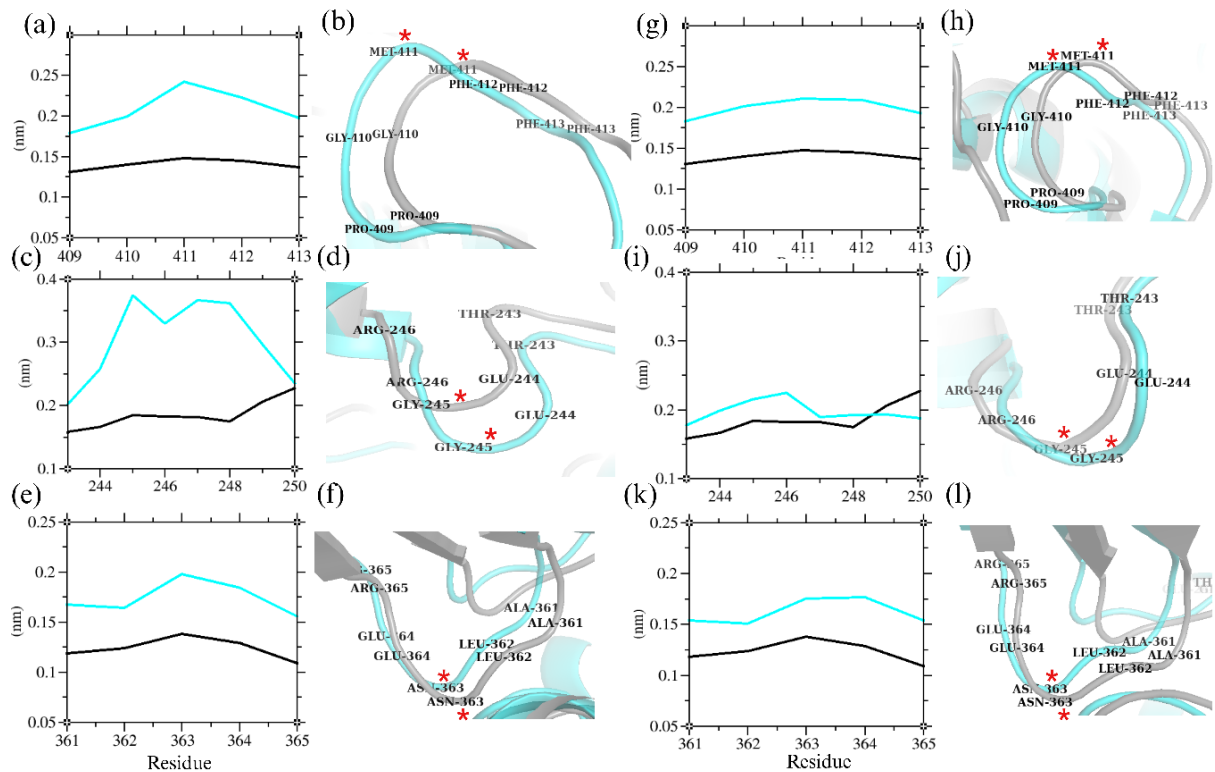 (a)
(b)
(g)
(h)
0.25
0.2
0.15
0.1
0.05
(nm)
409
410
411
412
413
*
*
MET-411
MET-411
PHE-412
PHE-412
PHE-413
PHE-413
GLY-410
GLY-410
PRO-409
PRO-409
0.25
0.2
0.15
0.1
0.05
(nm)
409
410
411
412
413
*
*
MET-411
MET-411
PHE-412
PHE-412
PHE-413
PHE-413
GLY-410
GLY-410
PRO-409
PRO-409
(c)
(d)
(i)
(j)
0.4
0.3
0.2
0.1
(nm)
244
246
248
250
THR-243
THR-243
ARG-246
ARG-246
GLU-244
GLU-244
GLY-245
GLY-245
*
*
0.4
0.3
0.2
0.1
(nm)
244
246
248
250
THR-243
THR-243
GLU-244
GLU-244
ARG-246
ARG-246
GLY-245
GLY-245
*
*
(e)
(f)
(k)
(l)
0.25
0.2
0.15
0.1
0.05
(nm)
361
362
363
364
365
Residue
-365
ARG-365
ALA-361
ALA-361
GLU-364
GLU-364
LEU-362
LEU-362
ASN-363
ASN-363
*
*
0.25
0.2
0.15
0.1
0.05
(nm)
361
362
363
364
365
Residue
ARG-365
ARG-365
GLU-364
GLU-364
ALA-361
ALA-361
LEU-362
LEU-362
ASN-363
ASN-363
*
*